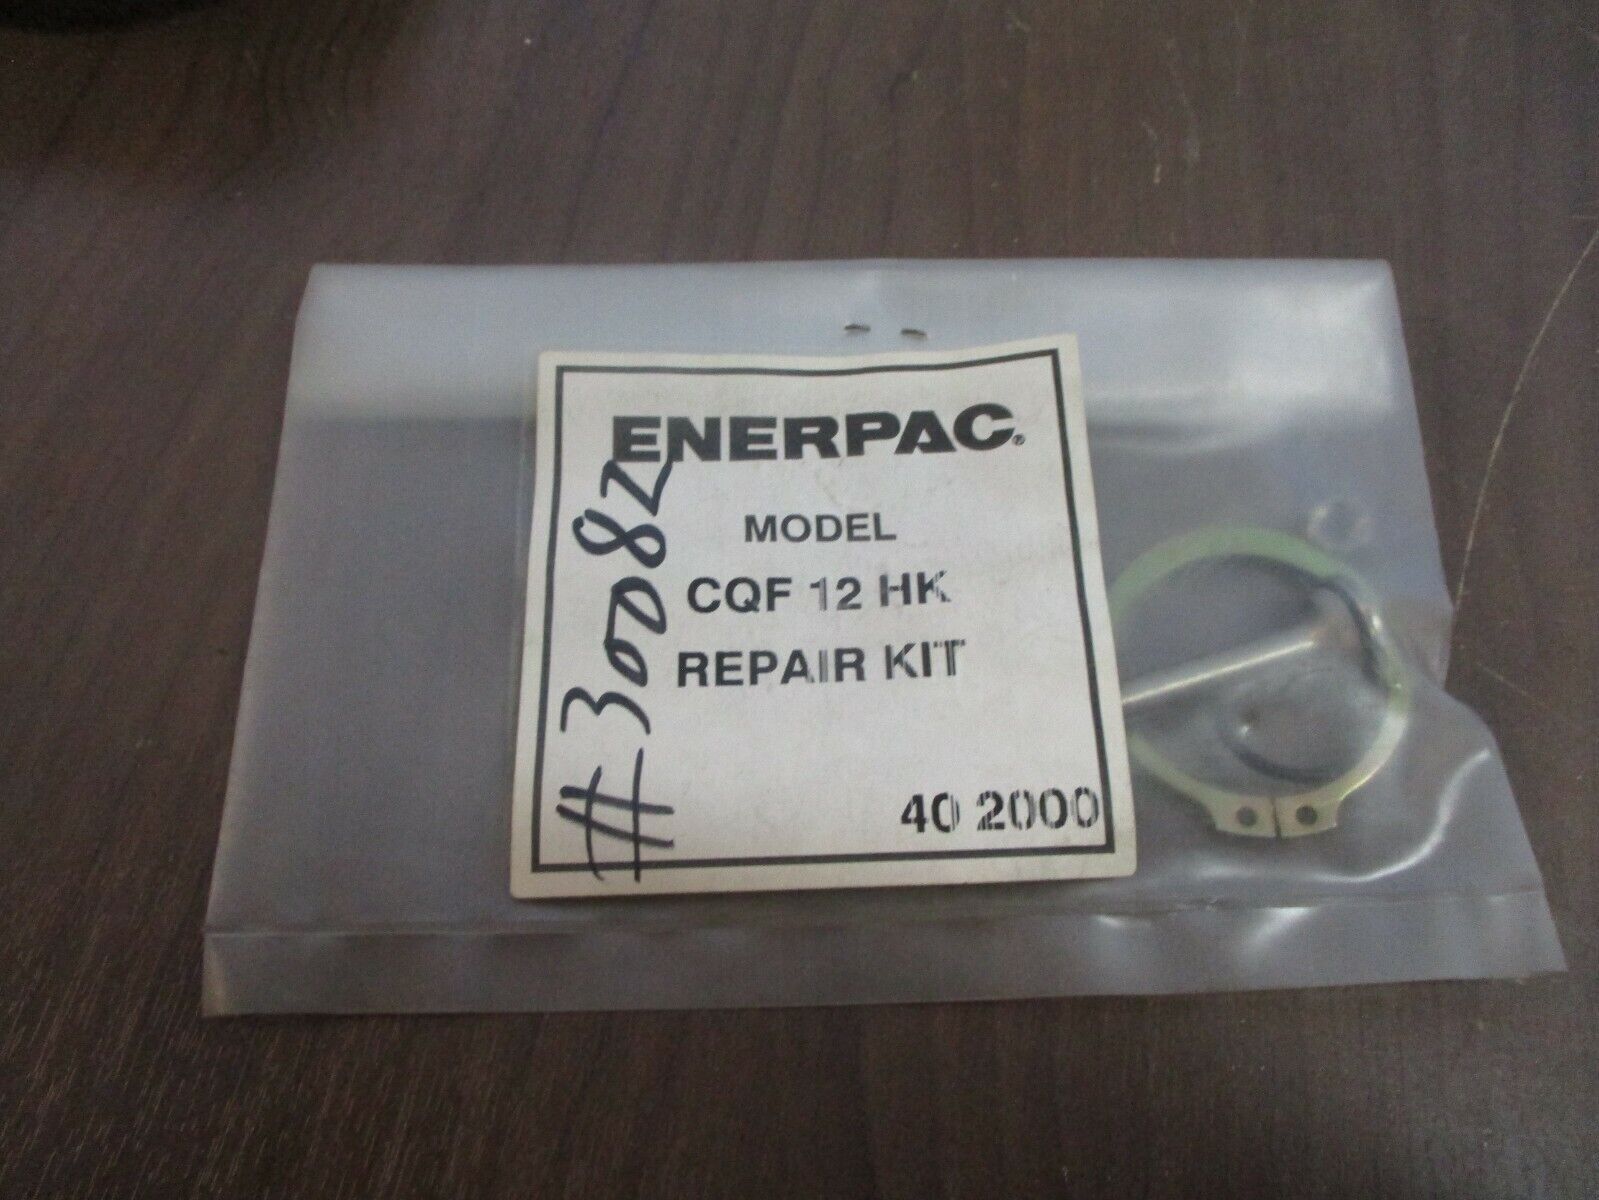 ENERPAC®
MODEL
CQF 12 HK
REPAIR KIT
40 2000
#30082